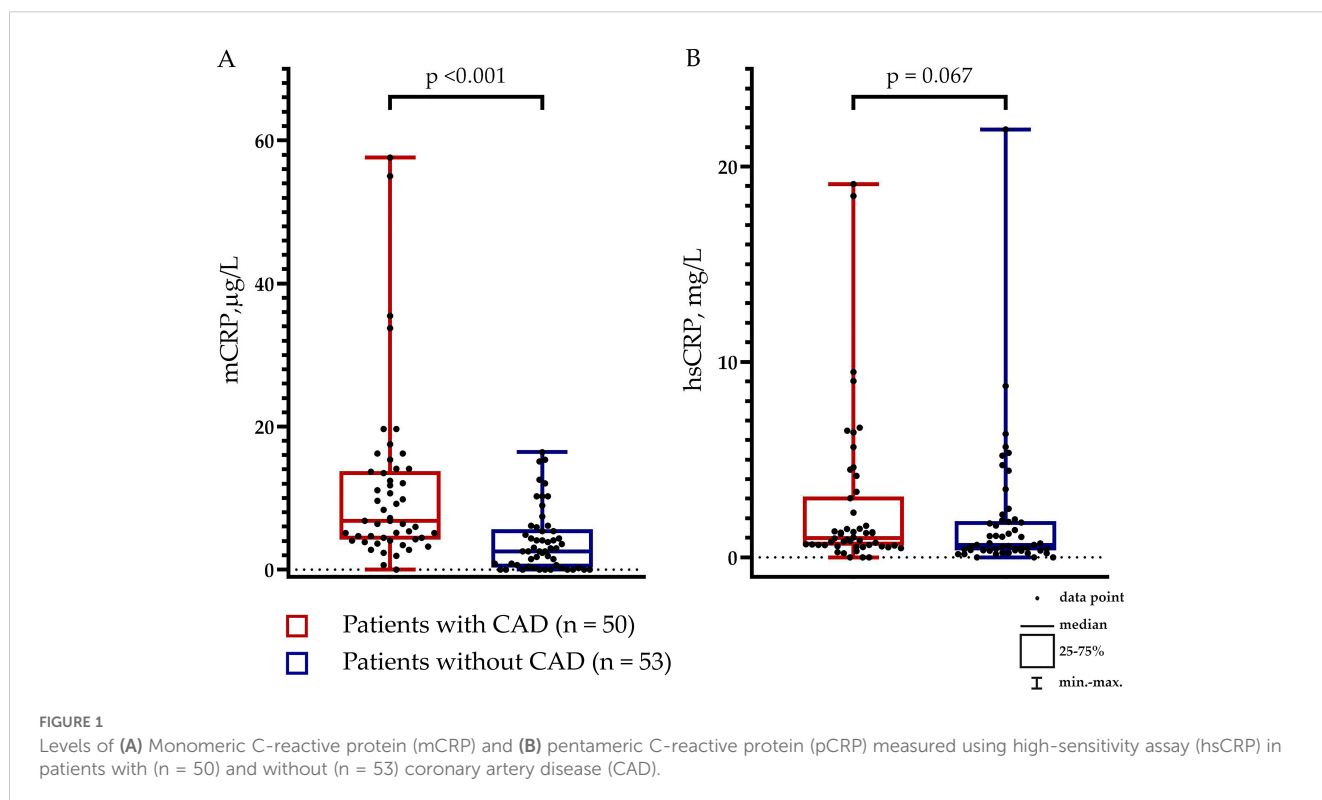 A
p <0.001
60
40
20
0
mCRP,µg/L
B
p = 0.067
20
10
0
hsCRP, mg/L
Patients with CAD (n = 50)
Patients without CAD (n = 53)
data point
median
25-75%
min.-max.
FIGURE 1
Levels of (A) Monomeric C-reactive protein (mCRP) and (B) pentameric C-reactive protein (pCRP) measured using high-sensitivity assay (hsCRP) in
patients with (n = 50) and without (n = 53) coronary artery disease (CAD).